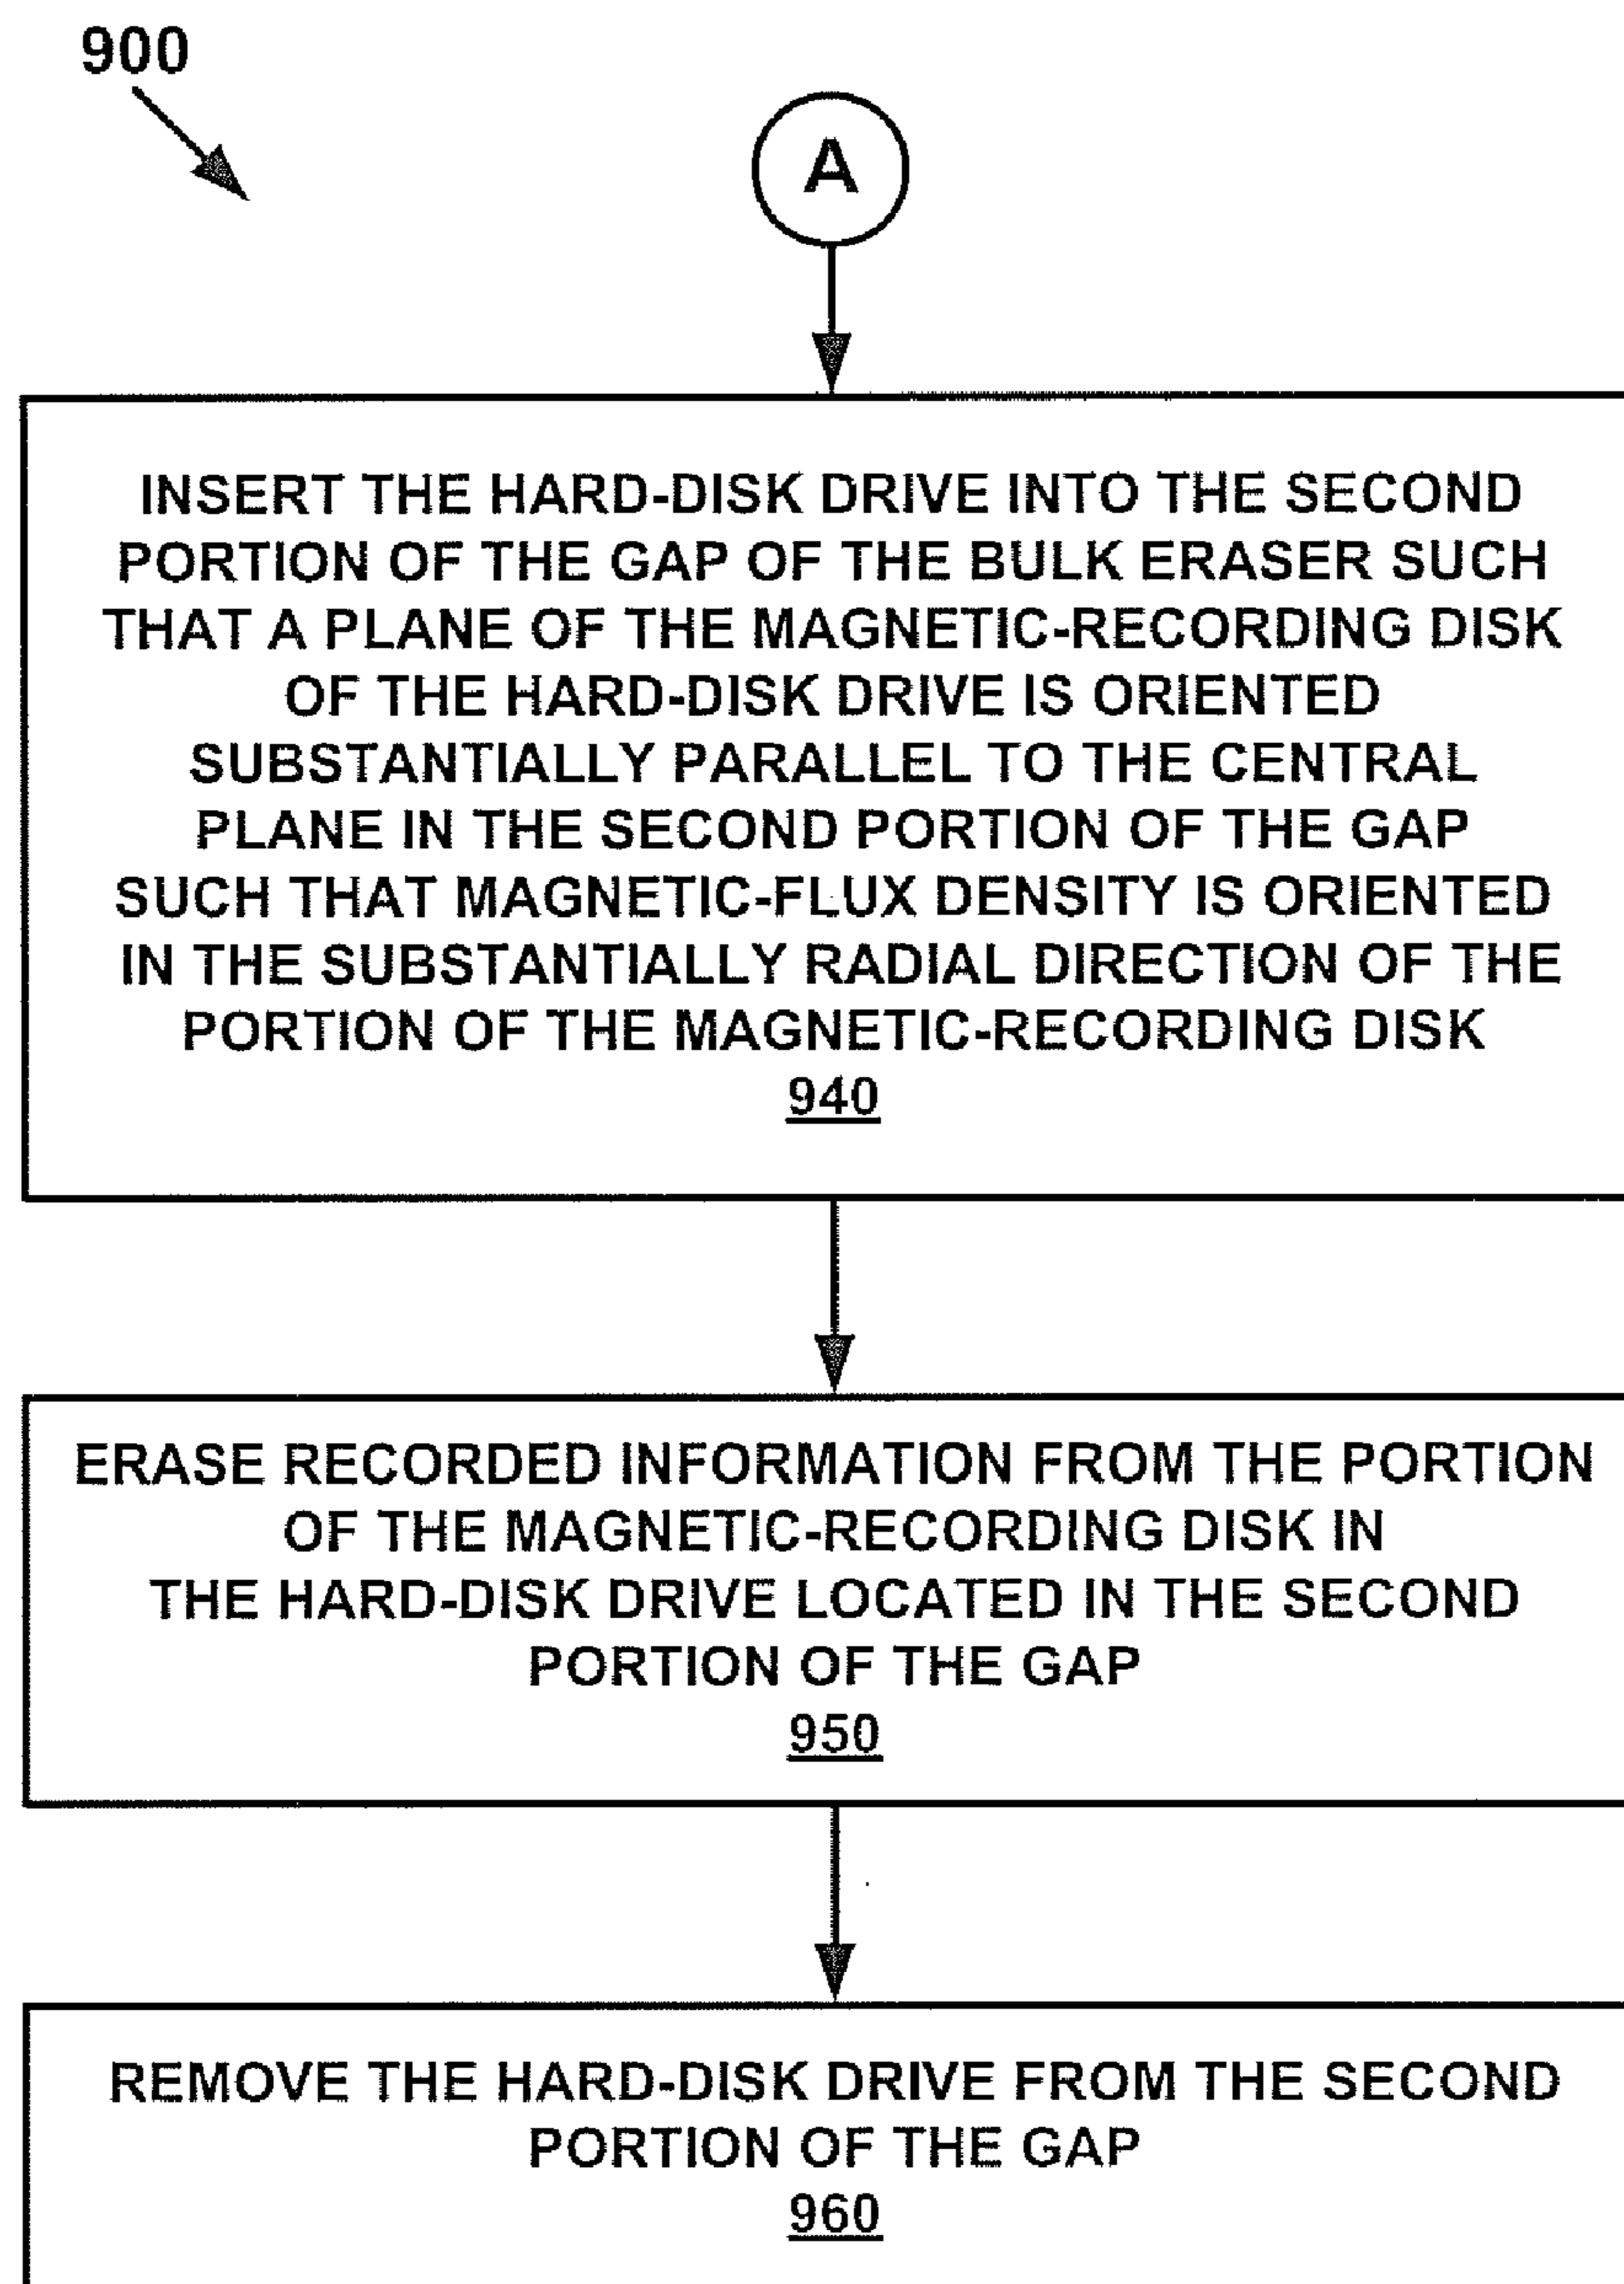 900
A
INSERT THE HARD-DISK DRIVE INTO THE SECOND
PORTION OF THE GAP OF THE BULK ERASER SUCH
THAT A PLANE OF THE MAGNETIC-RECORDING DISK
OF THE HARD-DISK DRIVE IS ORIENTED
SUBSTANTIALLY PARALLEL TO THE CENTRAL
PLANE IN THE SECOND PORTION OF THE GAP
SUCH THAT MAGNETIC-FLUX DENSITY IS ORIENTED
IN THE SUBSTANTIALLY RADIAL DIRECTION OF THE
PORTION OF THE MAGNETIC-RECORDING DISK
940
ERASE RECORDED INFORMATION FROM THE PORTION
OF THE MAGNETIC-RECORDING DISK IN
THE HARD-DISK DRIVE LOCATED IN THE SECOND
PORTION OF THE GAP
950
REMOVE THE HARD-DISK DRIVE FROM THE SECOND
PORTION OF THE GAP
960